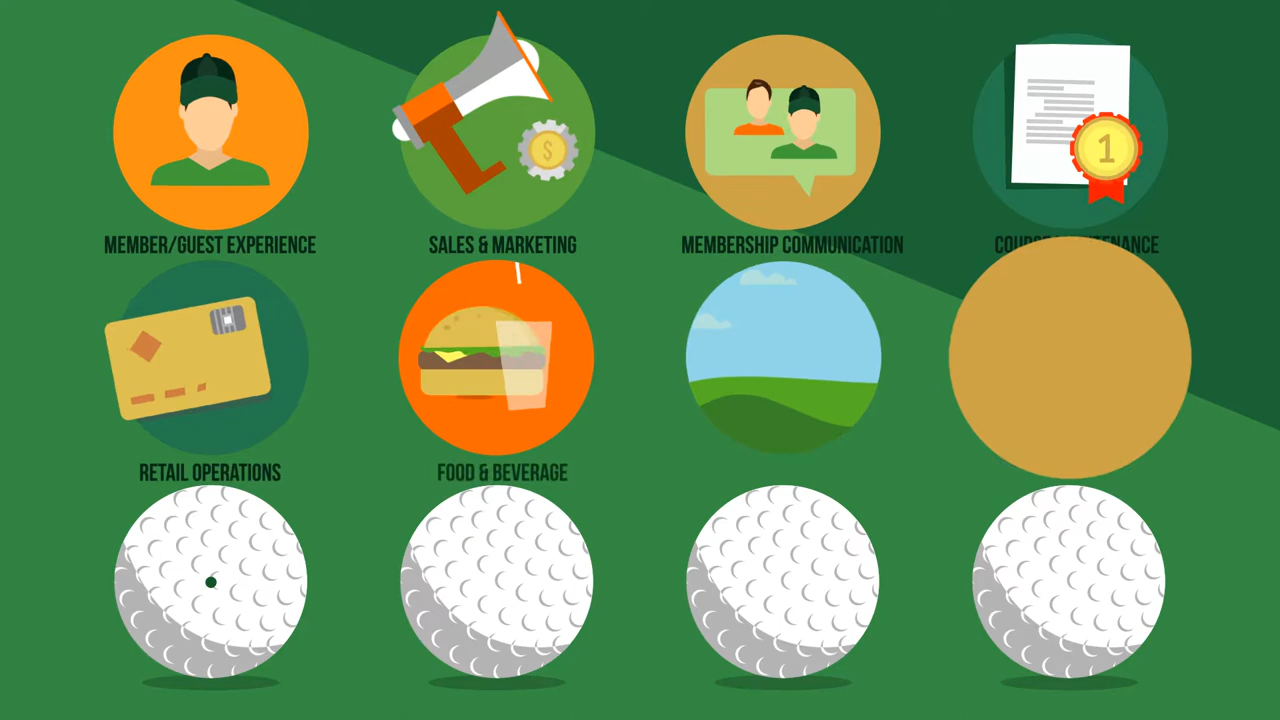 $
1
MEMBER/GUEST EXPERIENCE
SALES & MARKETING
MEMBERSHIP COMMUNICATION
RETAIL OPERATIONS
FOOD & BEVERAGE